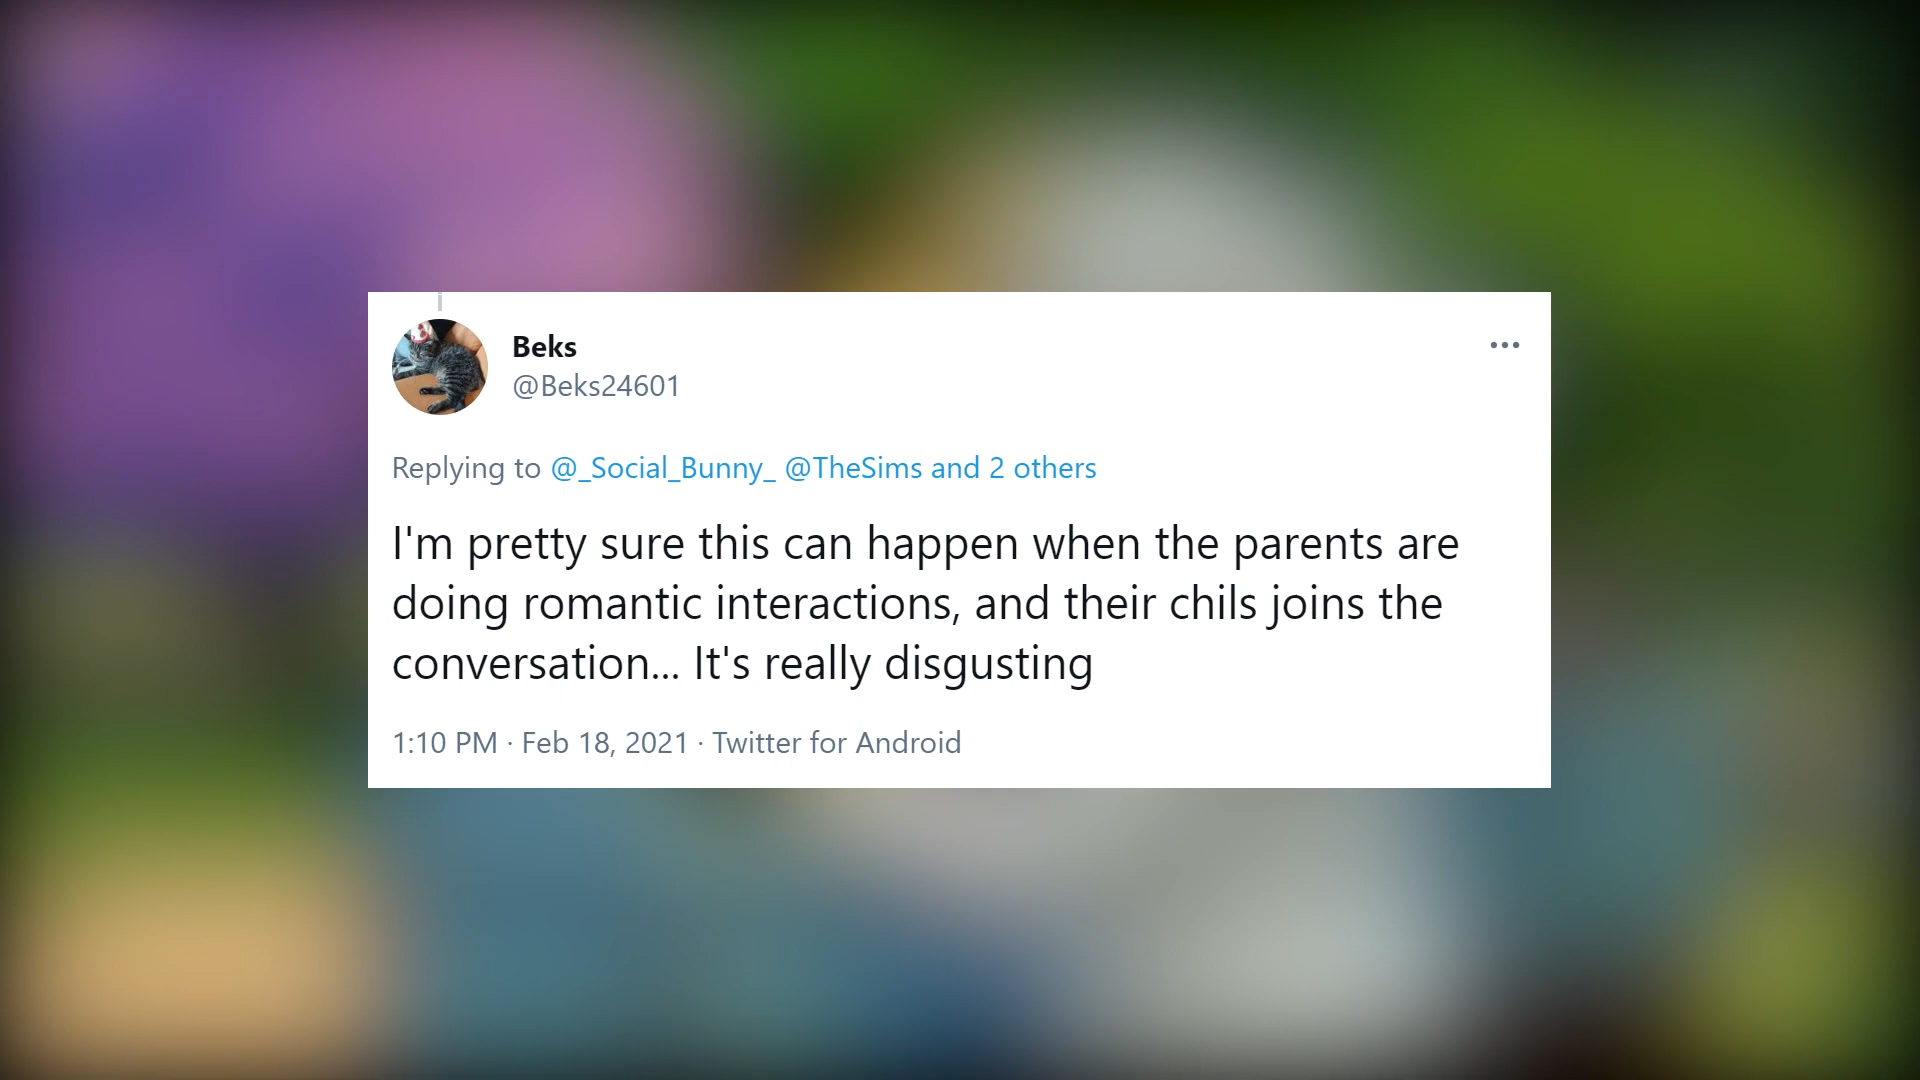 Beks
@Beks24601
Replying to @_Social_Bunny_ @TheSims and 2 others
I'm pretty sure this can happen when the parents are
doing romantic interactions, and their chils joins the
conversation... It's really disgusting
1:10 PM · Feb 18, 2021 · Twitter for Android